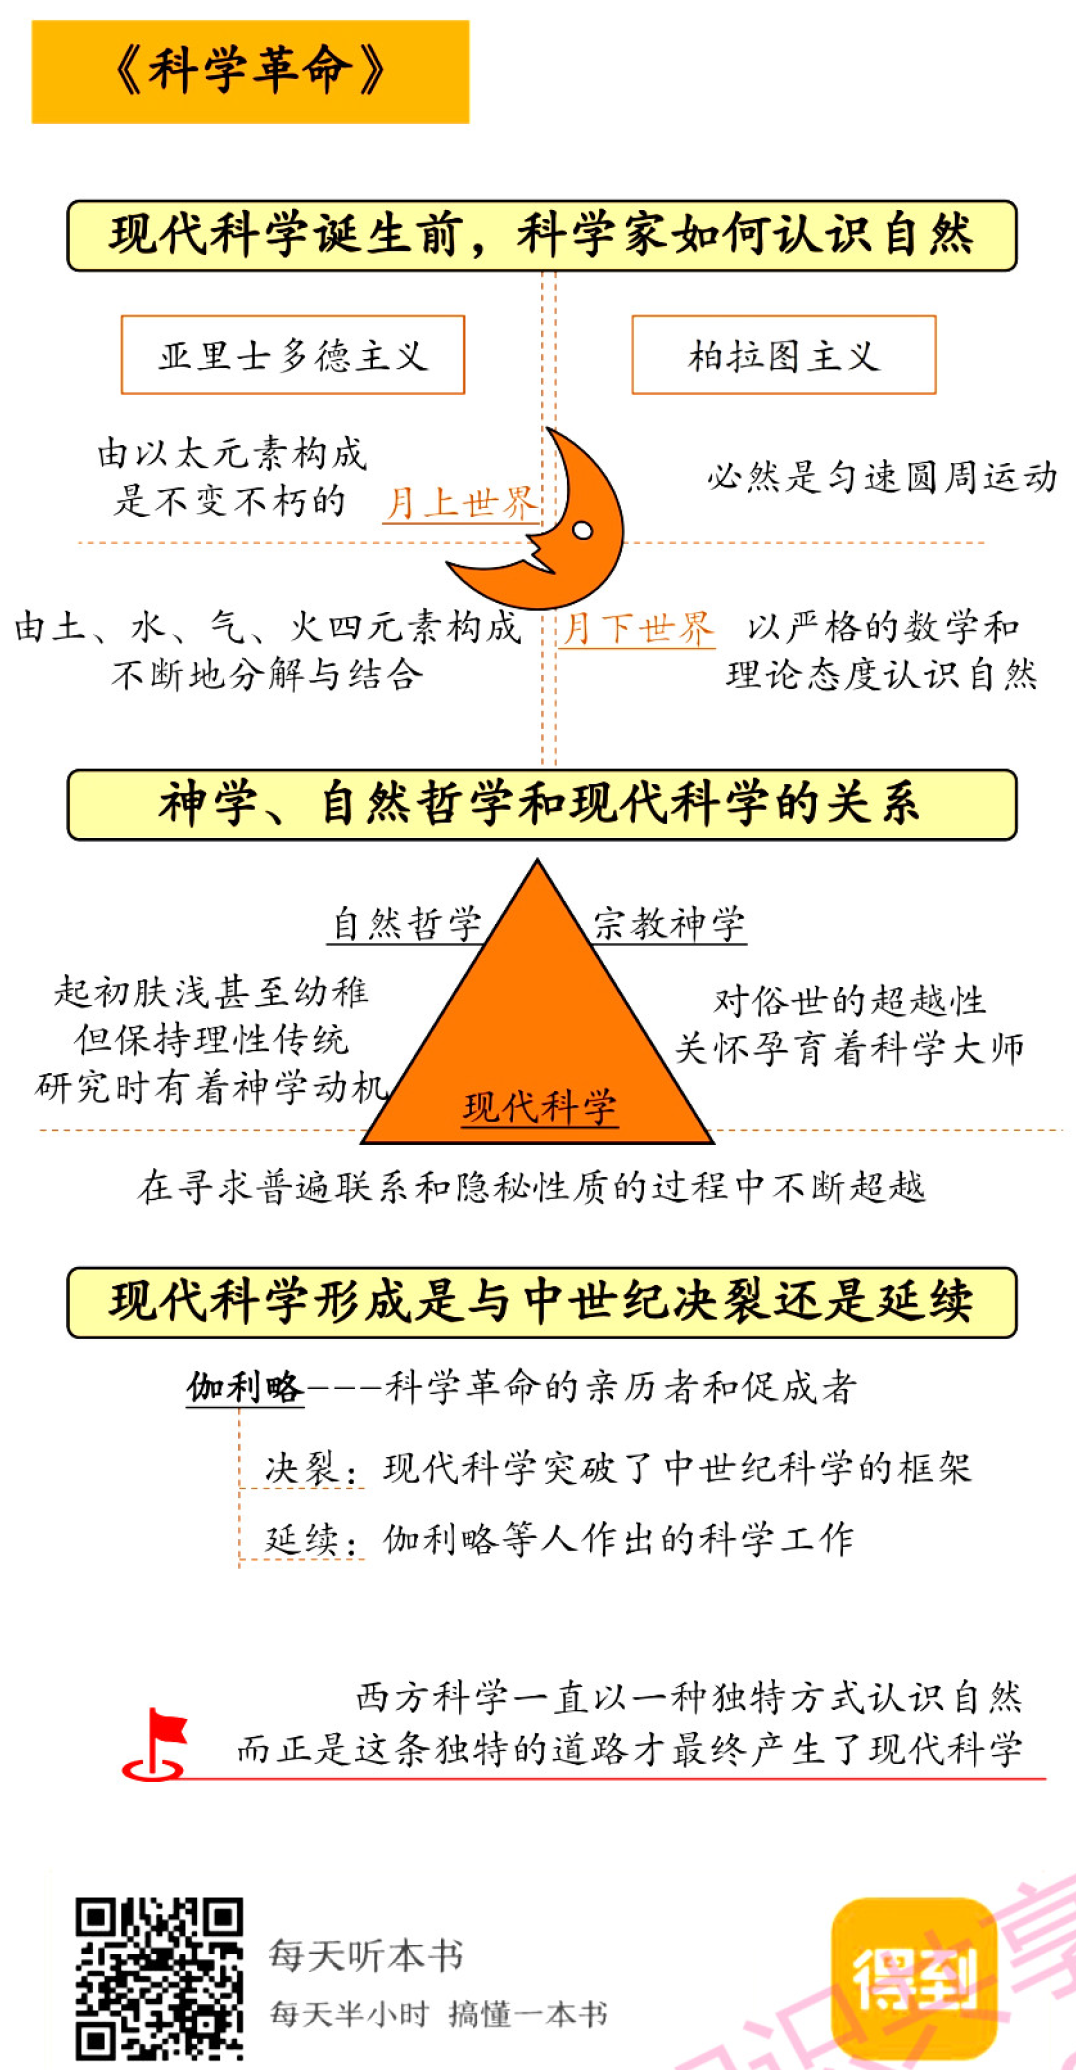 《科学革命》
现代科学诞生前，科学家如何认识自然
亚里士多德主义
柏拉图主义
由以太元素构成
是不变不朽的
月上世界
必然是匀速圆周运动
由土、水、气、火四元素构成
不断地分解与结合
月下世界
以严格的数学和
理论态度认识自然
神学、自然哲学和现代科学的关系
自然哲学
宗教神学
起初肤浅甚至幼稚
但保持理性传统
研究时有着神学动机
对俗世的超越性
关怀孕育着科学大师
现代科学
在寻求普遍联系和隐秘性质的过程中不断超越
现代科学形成是与中世纪决裂还是延续
伽利略---科学革命的亲历者和促成者
决裂：现代科学突破了中世纪科学的框架
延续：伽利略等人作出的科学工作
西方科学一直以一种独特方式认识自然
而正是这条独特的道路才最终产生了现代科学
每天听本书
每天半小时 搞懂一本书
得到
识共享